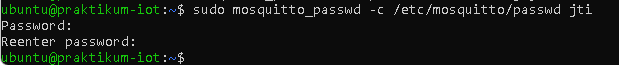 ubuntu@praktikum-iot:~$ sudo mosquitto_passwd -c /etc/mosquitto/passwd jti
Password:
Reenter password:
ubuntu@praktikum-iot:~$